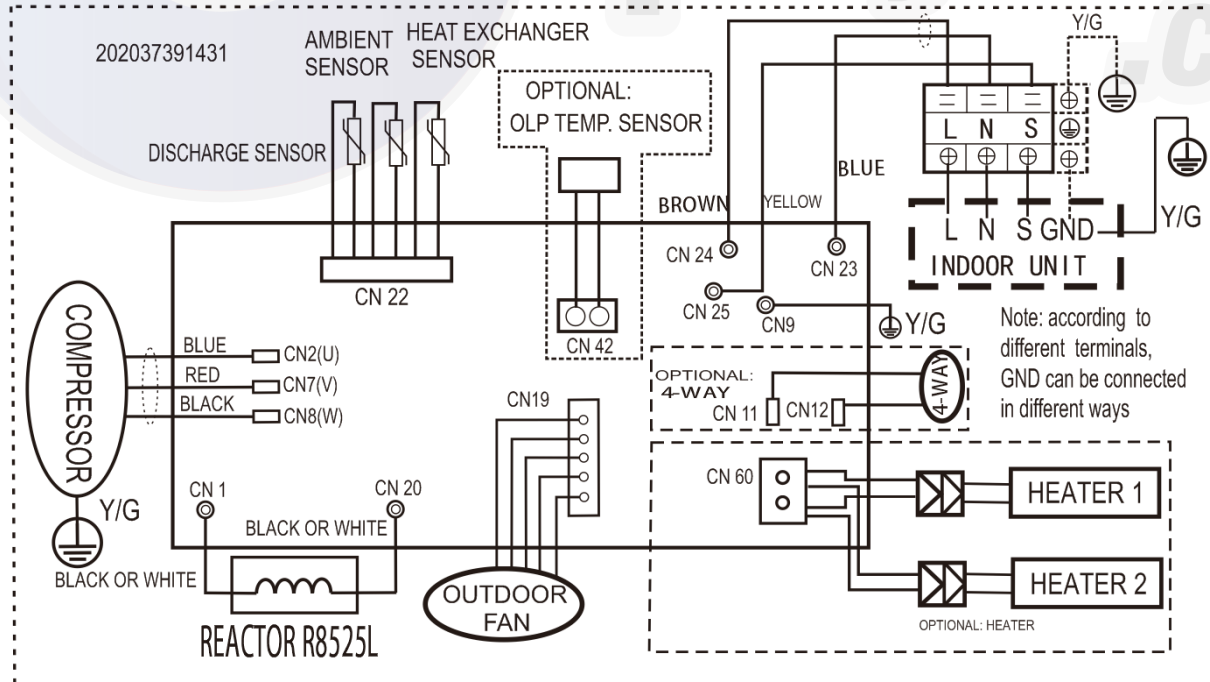 202037391431
AMBIENT
SENSOR
HEAT EXCHANGER
SENSOR
DISCHARGE SENSOR
OPTIONAL:
OLP TEMP. SENSOR
Y/G
L N S
BLUE
BROWN
YELLOW
Y/G
L N S GND
INDOOR UNIT
CN 24
CN 23
CN 22
CN 25
CN9
Y/G
CN 42
Note: according to
different terminals,
GND can be connected
in different ways
COMPRESSOR
BLUE
CN2(U)
RED
CN7(V)
BLACK
CN8(W)
OPTIONAL:
4-WAY
CN 11
CN12
4-WAY
CN19
CN 1
CN 20
Y/G
BLACK OR WHITE
BLACK OR WHITE
REACTOR R8525L
OUTDOOR
FAN
CN 60
HEATER 1
HEATER 2
OPTIONAL: HEATER
.c